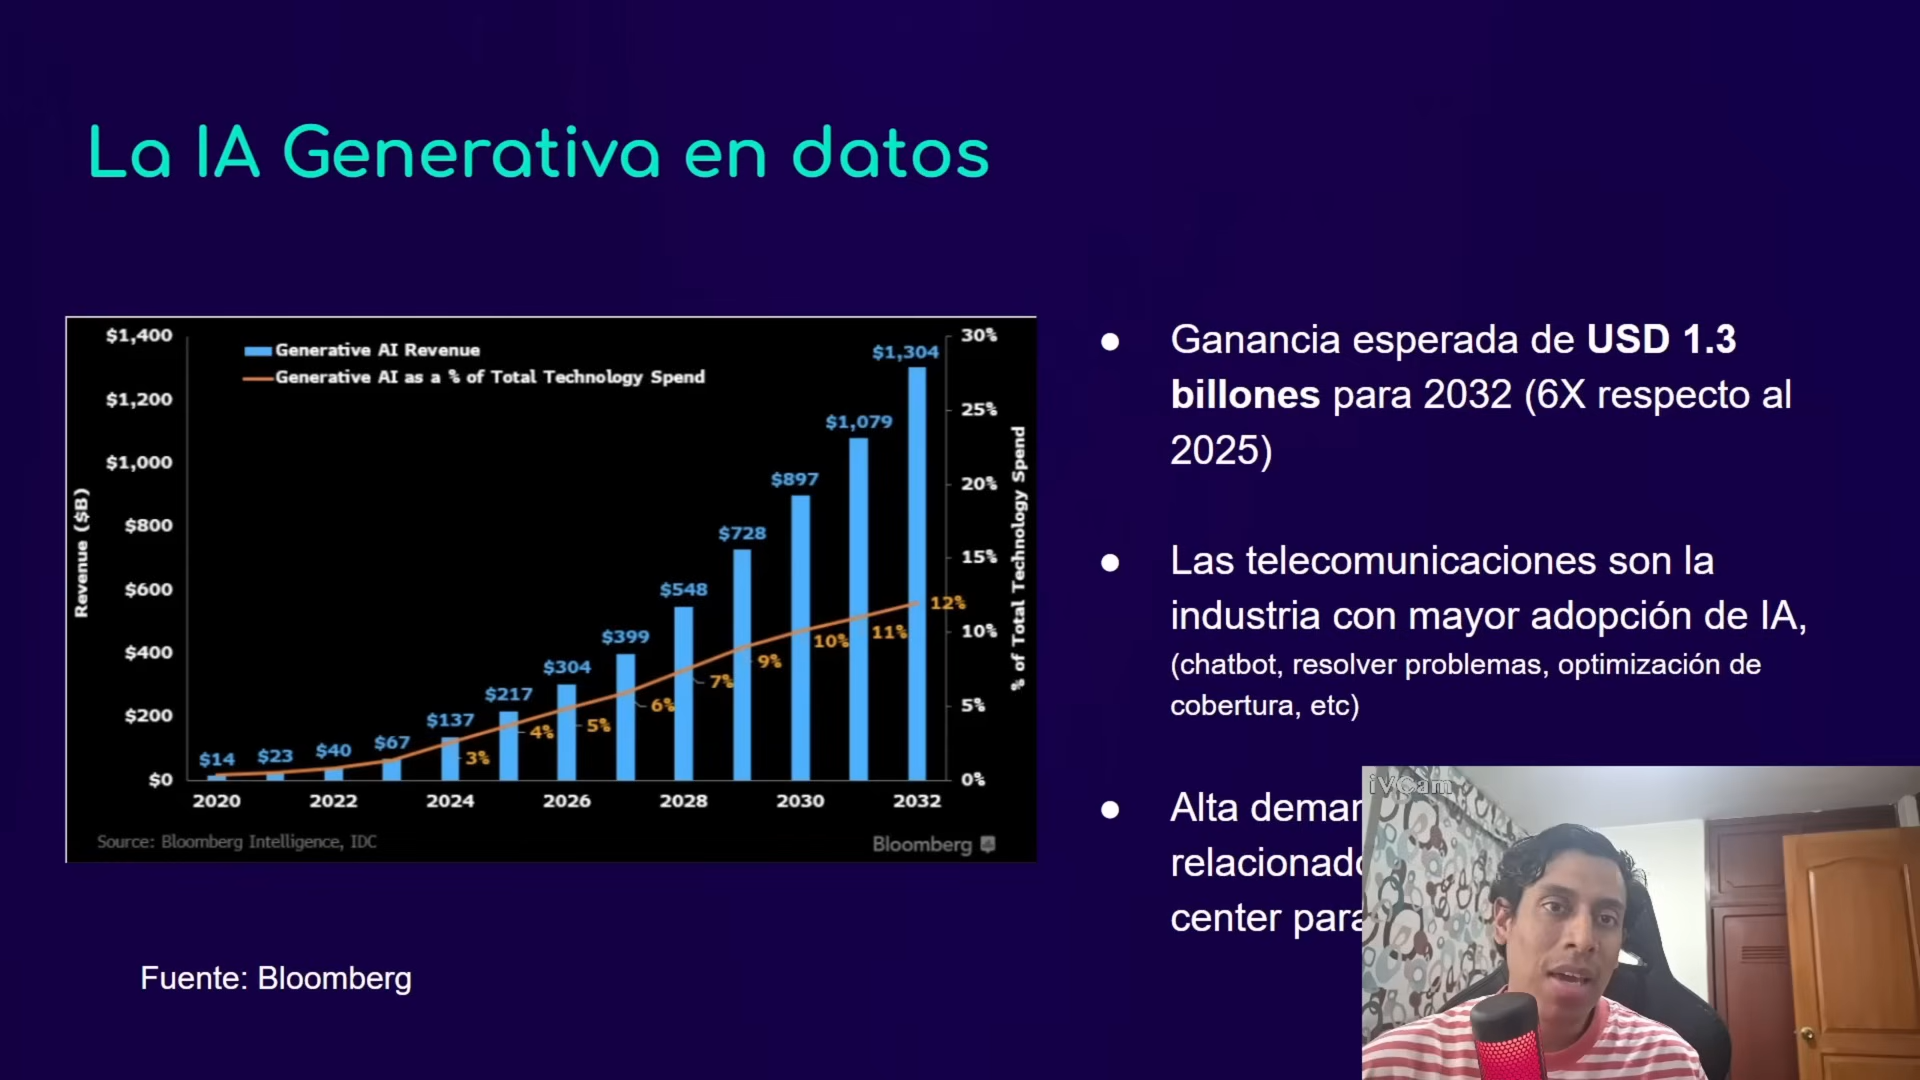 La IA Generativa en datos
$1,400
$1,200
$1,000
$800
$600
$400
$200
$0
Revenue ($B)
Generative AI Revenue
Generative AI as a % of Total Technology Spend
$14
$23
$40
$67
$137
$217
$304
$399
$548
$728
$897
$1,079
$1,304
3%
4%
5%
6%
7%
9%
10%
11%
12%
30%
25%
20%
15%
10%
5%
0%
% of Total Technology Spend
2020 2022 2024 2026 2028 2030 2032
Source: Bloomberg Intelligence, IDC
Bloomberg
Fuente: Bloomberg
● Ganancia esperada de USD 1.3
billones para 2032 (6X respecto al
2025)
● Las telecomunicaciones son la
industria con mayor adopción de IA,
(chatbot, resolver problemas, optimización de
cobertura, etc)
● Alta
center
iVCam